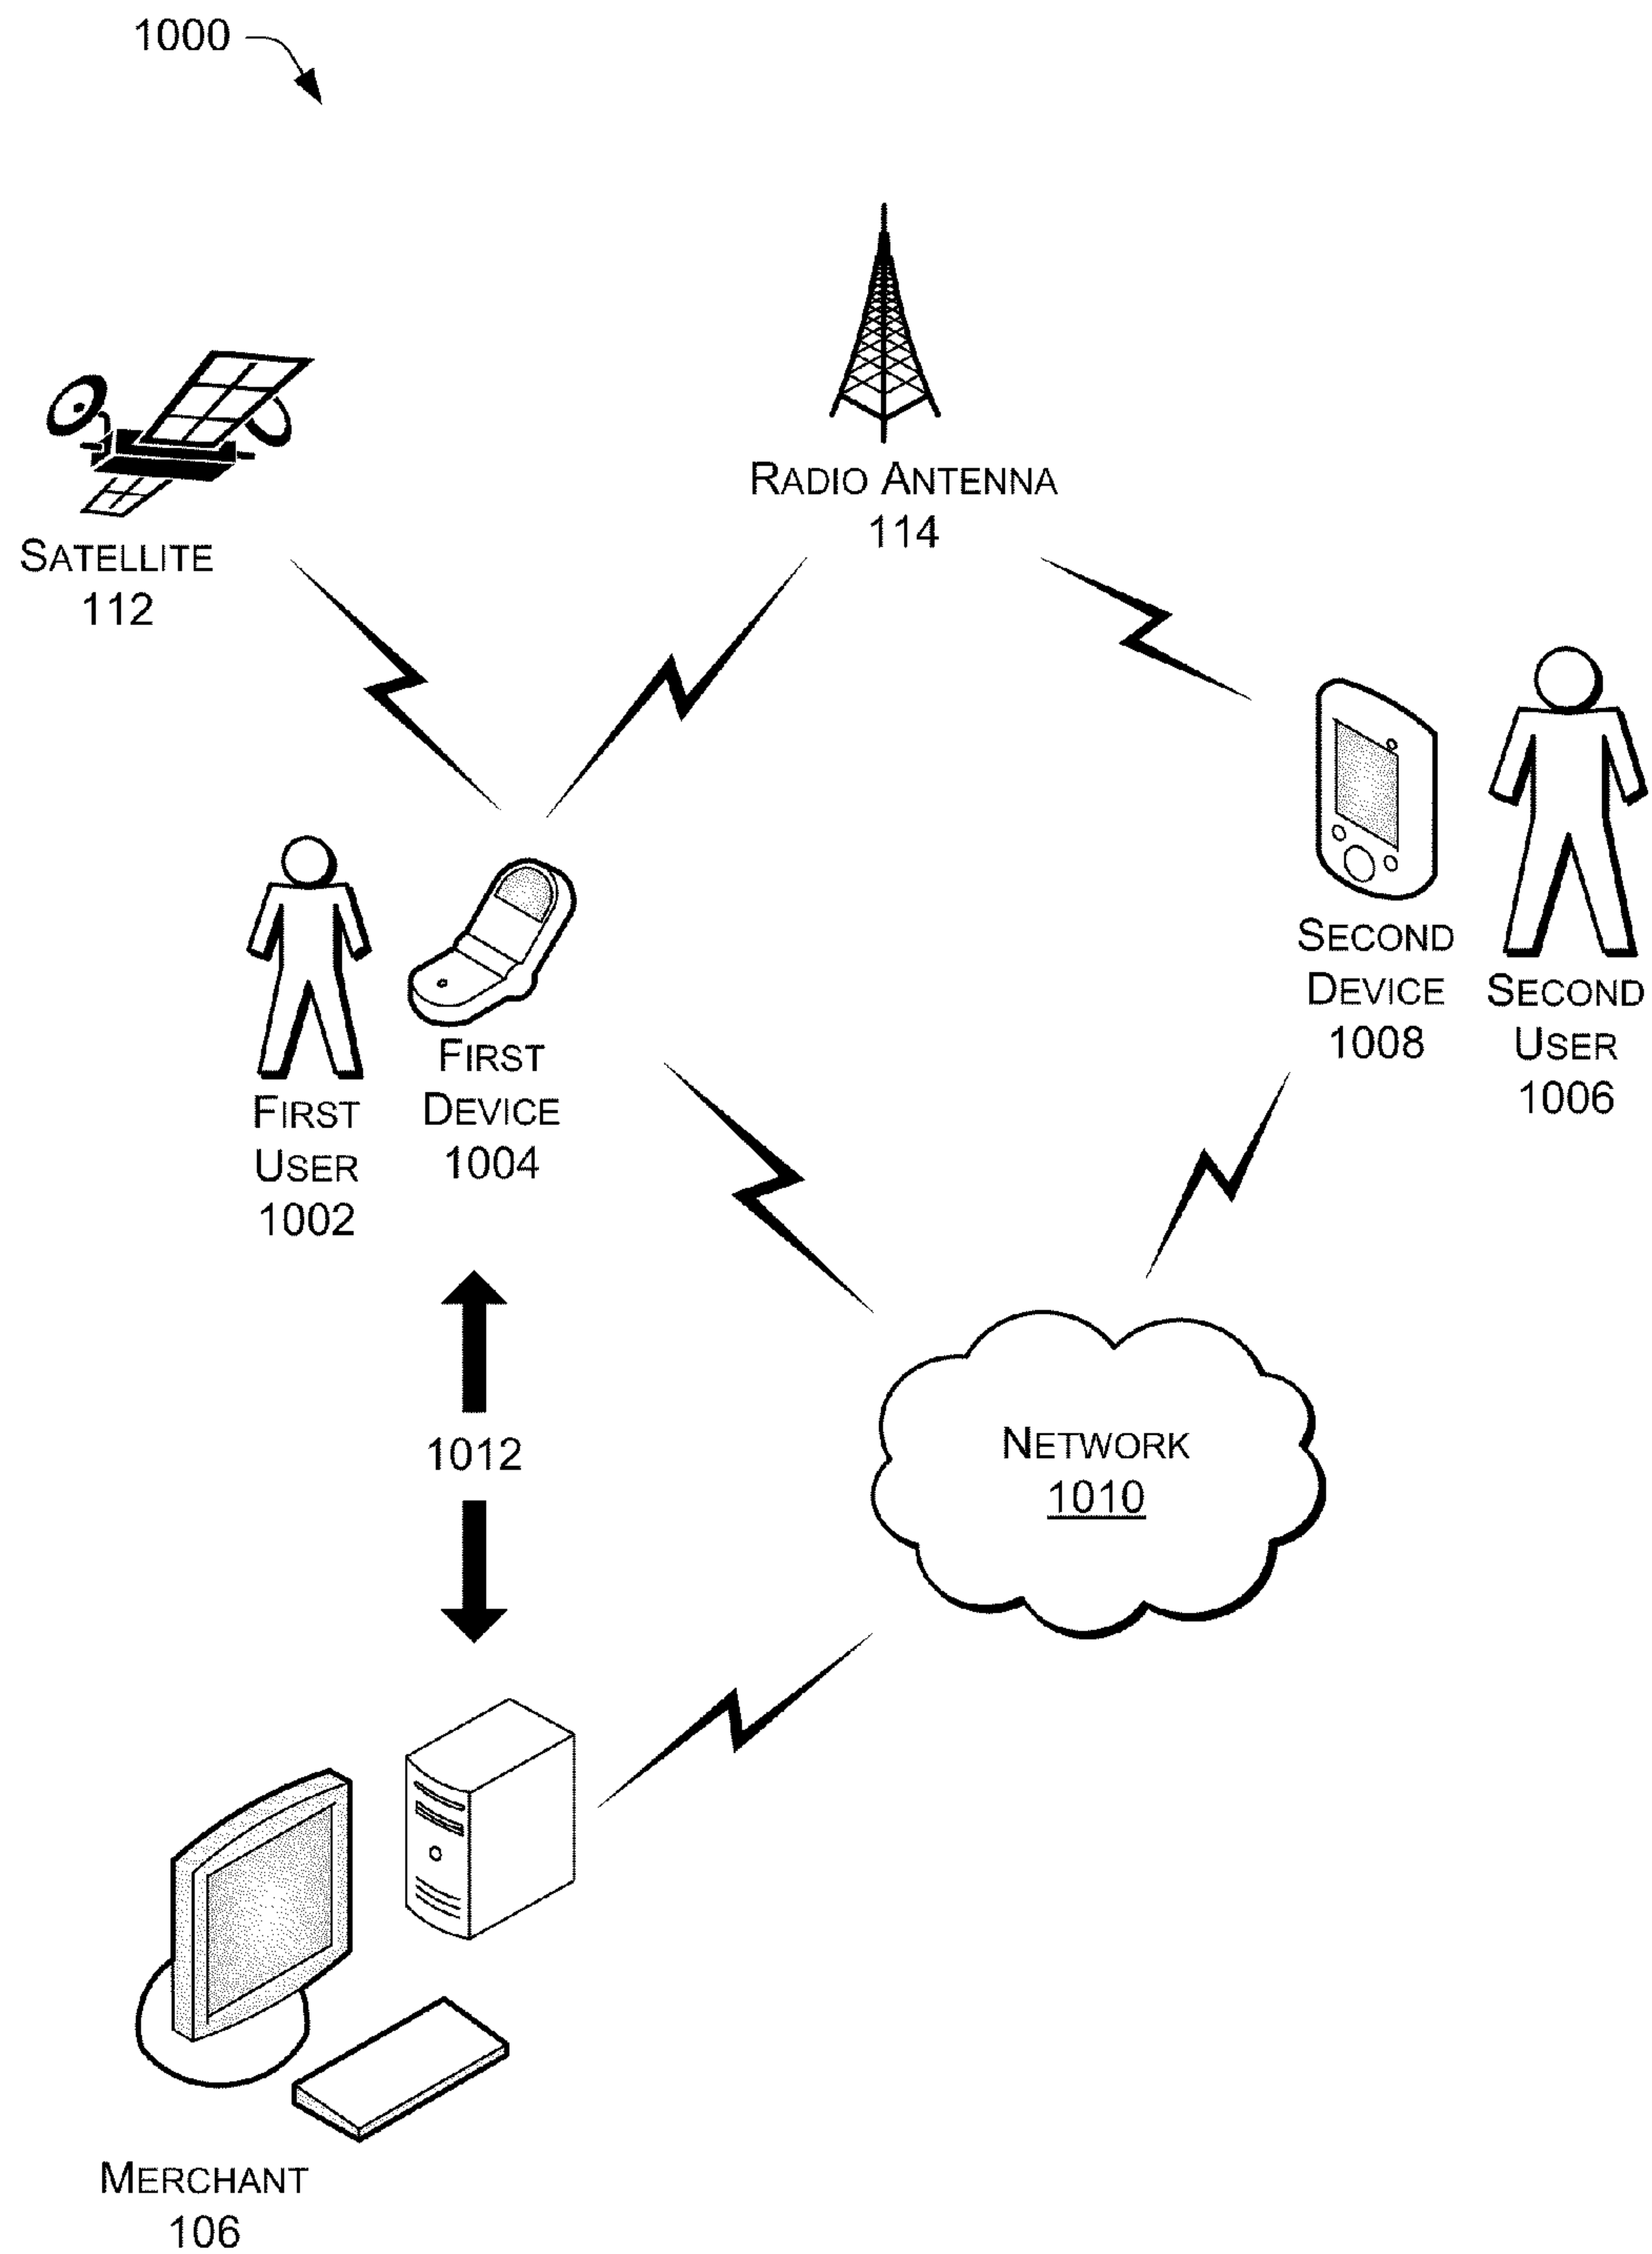 1000
RADIO ANTENNA
114
SATELLITE
112
SECOND
DEVICE
1008
SECOND
USER
1006
FIRST
DEVICE
1004
FIRST
USER
1002
1012
NETWORK
1010
MERCHANT
106